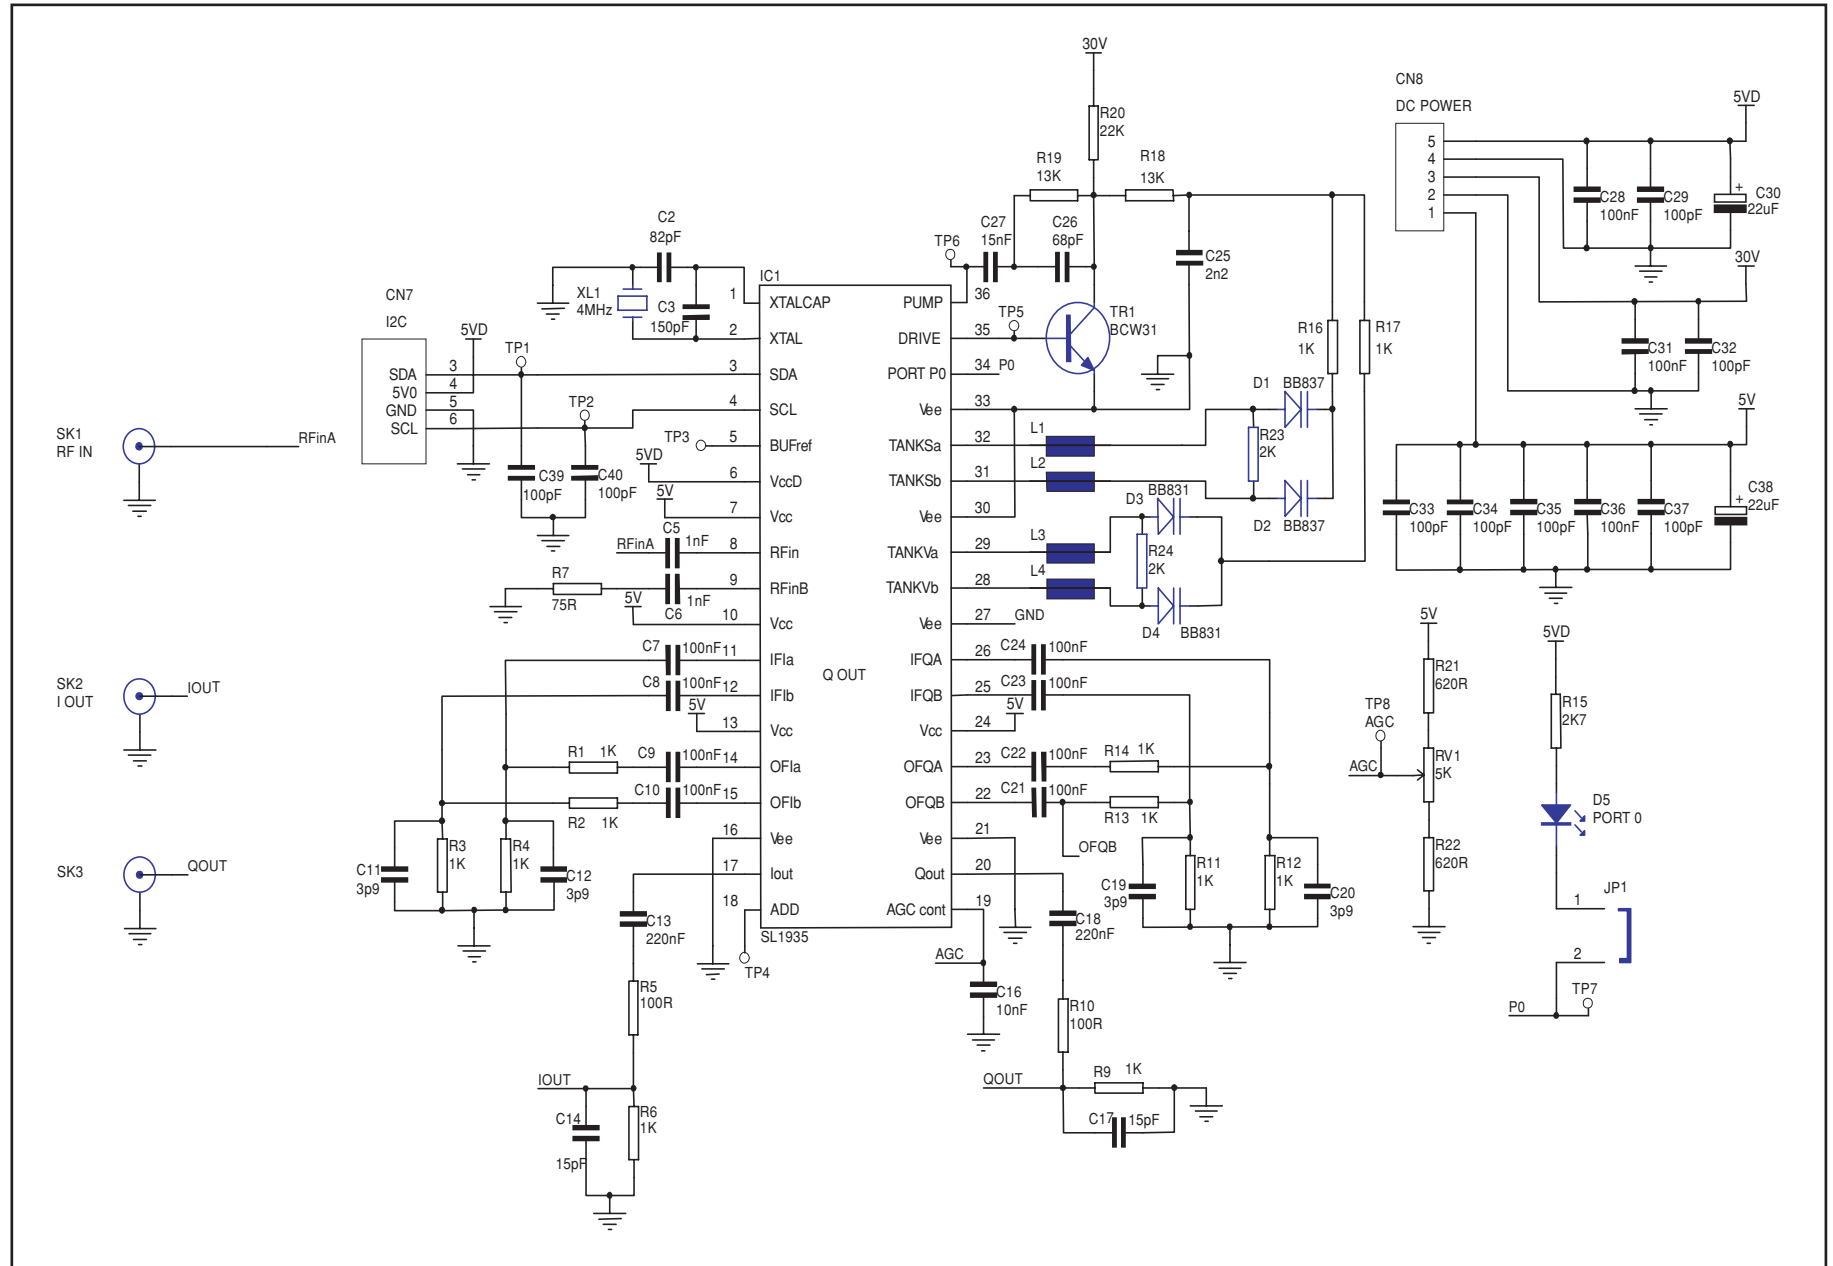 30V
R20
22K
R19
13K
R18
13K
C27
15nF
C26
68pF
C25
2n2
TP6
TP5
TR1
BCW31
R16
1K
R17
1K
CN8
DC POWER
5
4
3
2
1
5VD
C28
100nF
C29
100pF
+
C30
22uF
30V
C31
100nF
C32
100pF
5V
C33
100pF
C34
100pF
C35
100pF
C36
100nF
C37
100pF
+
C38
22uF
C2
82pF
XL1
4MHz
C3
150pF
CN7
I2C
SDA
5V0
GND
SCL
3
4
5
6
5VD
TP1
TP2
TP3
C39
100pF
C40
100pF
SK1
RF IN
RFinA
SK2
I OUT
IOUT
SK3
QOUT
IC1
1 XTALCAP
2 XTAL
3 SDA
4 SCL
5 BUFref
6 VccD
7 Vcc
8 RFin
9 RFinB
10 Vcc
11 IFIa
12 IFIb
13 Vcc
14 OFIa
15 OFIb
16 Vee
17 Iout
18 ADD
Q OUT
SL1935
PUMP 36
DRIVE 35
PORT P0 34 P0
Vee 33
TANKSa 32
TANKSb 31
Vee 30
TANKVa 29
TANKVb 28
Vee 27 GND
IFQA 26
IFQB 25
Vcc 24
OFQA 23
OFQB 22
Vee 21
Qout 20
AGC cont 19
5VD
5V
RFinA
C5
1nF
R7
75R
C6
1nF
5V
C7
100nF
C8
100nF
5V
R1 1K
C9
100nF
C10
100nF
R2 1K
C11
3p9
R3
1K
R4
1K
C12
3p9
C13
220nF
TP4
R5
100R
IOUT
C14
15pF
R6
1K
L1
L2
L3
L4
D1 BB837
R23
2K
D2 BB837
D3 BB831
R24
2K
D4 BB831
C24
100nF
C23
100nF
5V
C22
100nF
R14 1K
C21
100nF
R13 1K
OFQB
C19
3p9
R11
1K
R12
1K
C20
3p9
C18
220nF
AGC
C16
10nF
R10
100R
QOUT
R9 1K
C17
15pF
5V
R21
620R
TP8
AGC
AGC
RV1
5K
R22
620R
5VD
R15
2K7
D5
PORT 0
JP1
1
2
TP7
P0